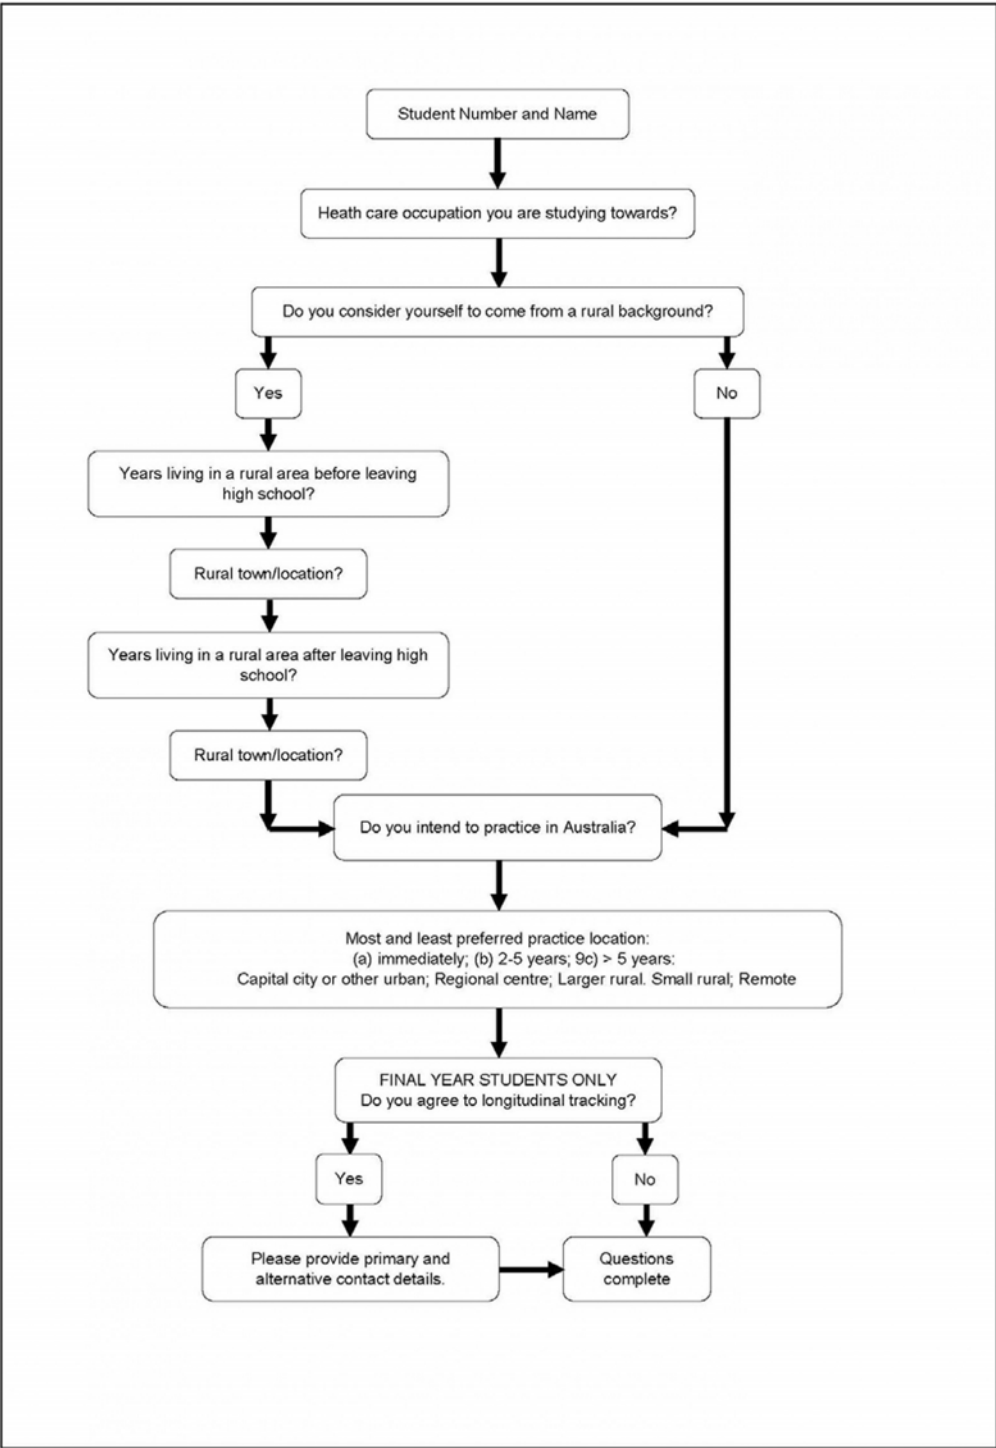 Student Number and Name
Heath care occupation you are studying towards?
Do you consider yourself to come from a rural background?
Yes
No
Years living in a rural area before leaving
high school?
Rural town/location?
Years living in a rural area after leaving high
school?
Rural town/location?
Do you intend to practice in Australia?
Most and least preferred practice location:
(a) immediately; (b) 2-5 years; 9c) > 5 years:
Capital city or other urban; Regional centre; Larger rural. Small rural; Remote
FINAL YEAR STUDENTS ONLY
Do you agree to longitudinal tracking?
Yes
No
Please provide primary and
alternative contact details.
Questions
complete